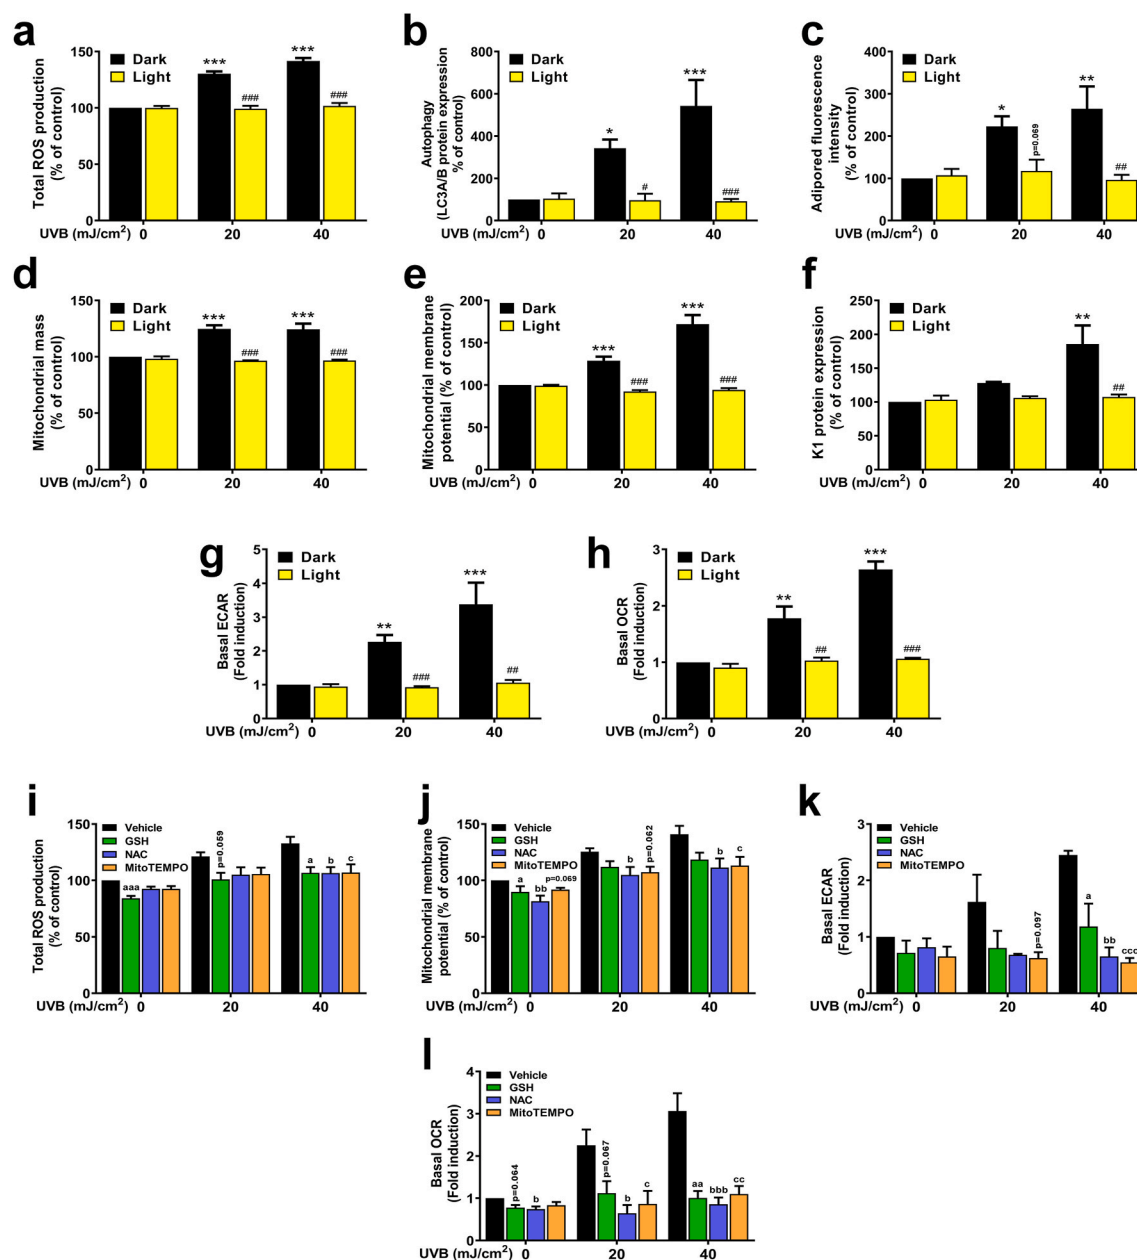 a
Total ROS production
(% of control)
150
100
50
0
Dark
Light
***
***
###
###
UVB (mJ/cm²)
0
20
40
b
Autophagy
(LC3A/B protein expression
% of control)
800
600
400
200
0
Dark
Light
*
***
#
###
UVB (mJ/cm²)
0
20
40
c
Adipored fluorescence
intensity
(% of control)
400
300
200
100
0
Dark
Light
*
p=0.069
**
##
UVB (mJ/cm²)
0
20
40
d
Mitochondrial mass
(% of control)
150
100
50
0
Dark
Light
***
***
###
###
UVB (mJ/cm²)
0
20
40
e
Mitochondrial membrane
potential (% of control)
200
150
100
50
0
Dark
Light
***
***
###
###
UVB (mJ/cm²)
0
20
40
f
K1 protein expression
(% of control)
250
200
150
100
50
0
Dark
Light
**
##
UVB (mJ/cm²)
0
20
40
g
Basal ECAR
(Fold induction)
5
4
3
2
1
0
Dark
Light
**
***
###
##
UVB (mJ/cm²)
0
20
40
h
Basal OCR
(Fold induction)
3
2
1
0
Dark
Light
**
***
##
###
UVB (mJ/cm²)
0
20
40
i
Total ROS production
(% of control)
150
100
50
0
Vehicle
GSH
NAC
MitoTEMPO
aaa
p=0.059
a
b
c
UVB (mJ/cm²)
0
20
40
j
Mitochondrial membrane
potential (% of control)
150
100
50
0
Vehicle
GSH
NAC
MitoTEMPO
a
bb
p=0.069
b
p=0.062
b
c
UVB (mJ/cm²)
0
20
40
k
Basal ECAR
(Fold induction)
3
2
1
0
Vehicle
GSH
NAC
MitoTEMPO
p=0.097
a
bb
ccc
UVB (mJ/cm²)
0
20
40
l
Basal OCR
(Fold induction)
4
3
2
1
0
Vehicle
GSH
NAC
MitoTEMPO
p=0.064
b
p=0.067
b
c
aa
bbb
cc
UVB (mJ/cm²)
0
20
40